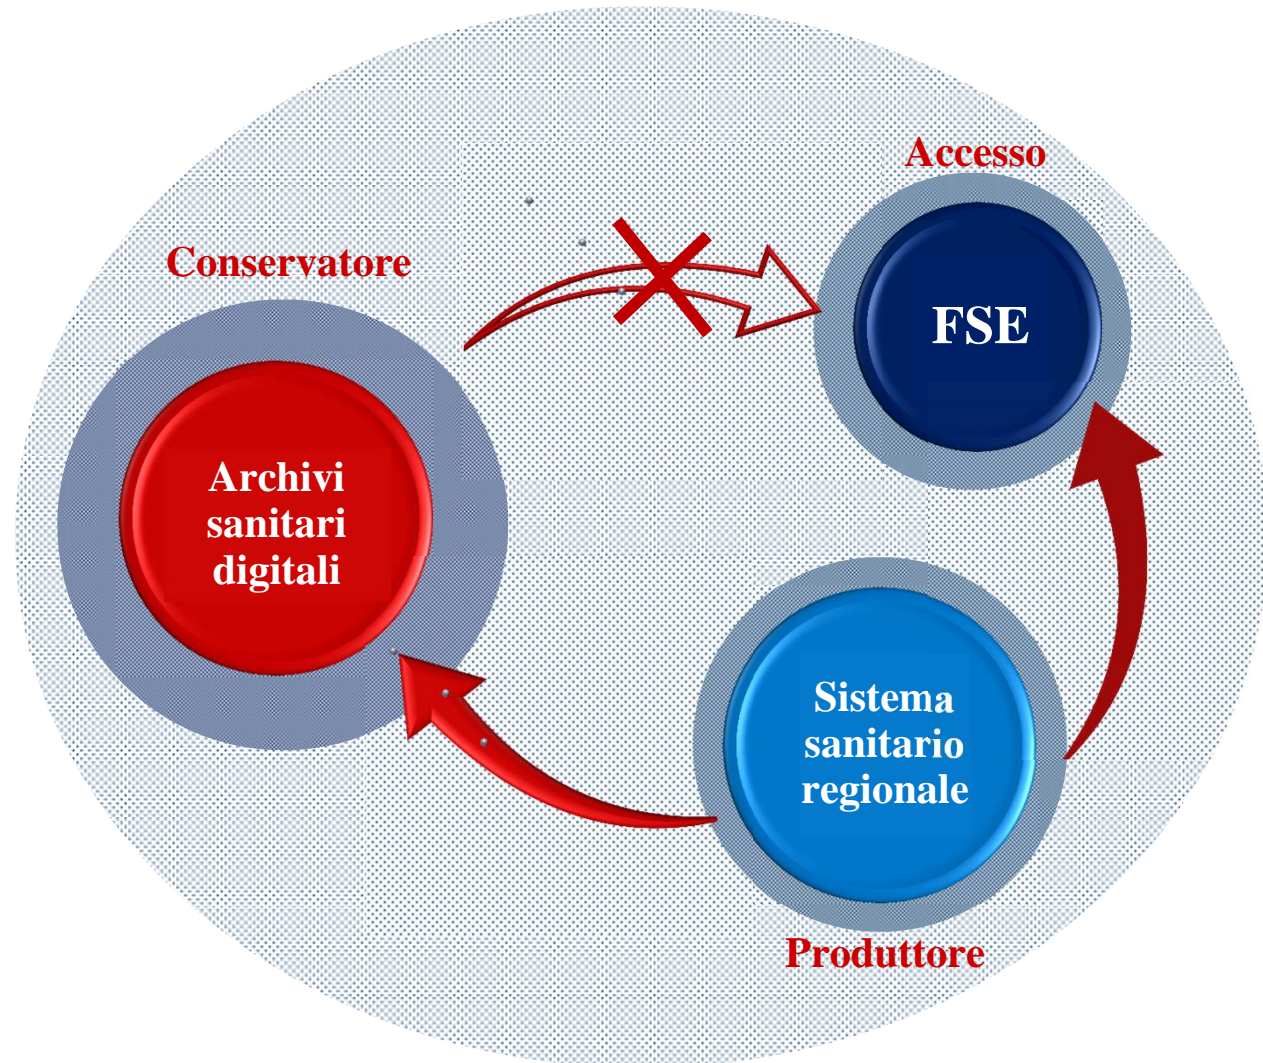 Accesso
Conservatore
FSE
Archivi
sanitari
digitali
Sistema
sanitario
regionale
Produttore